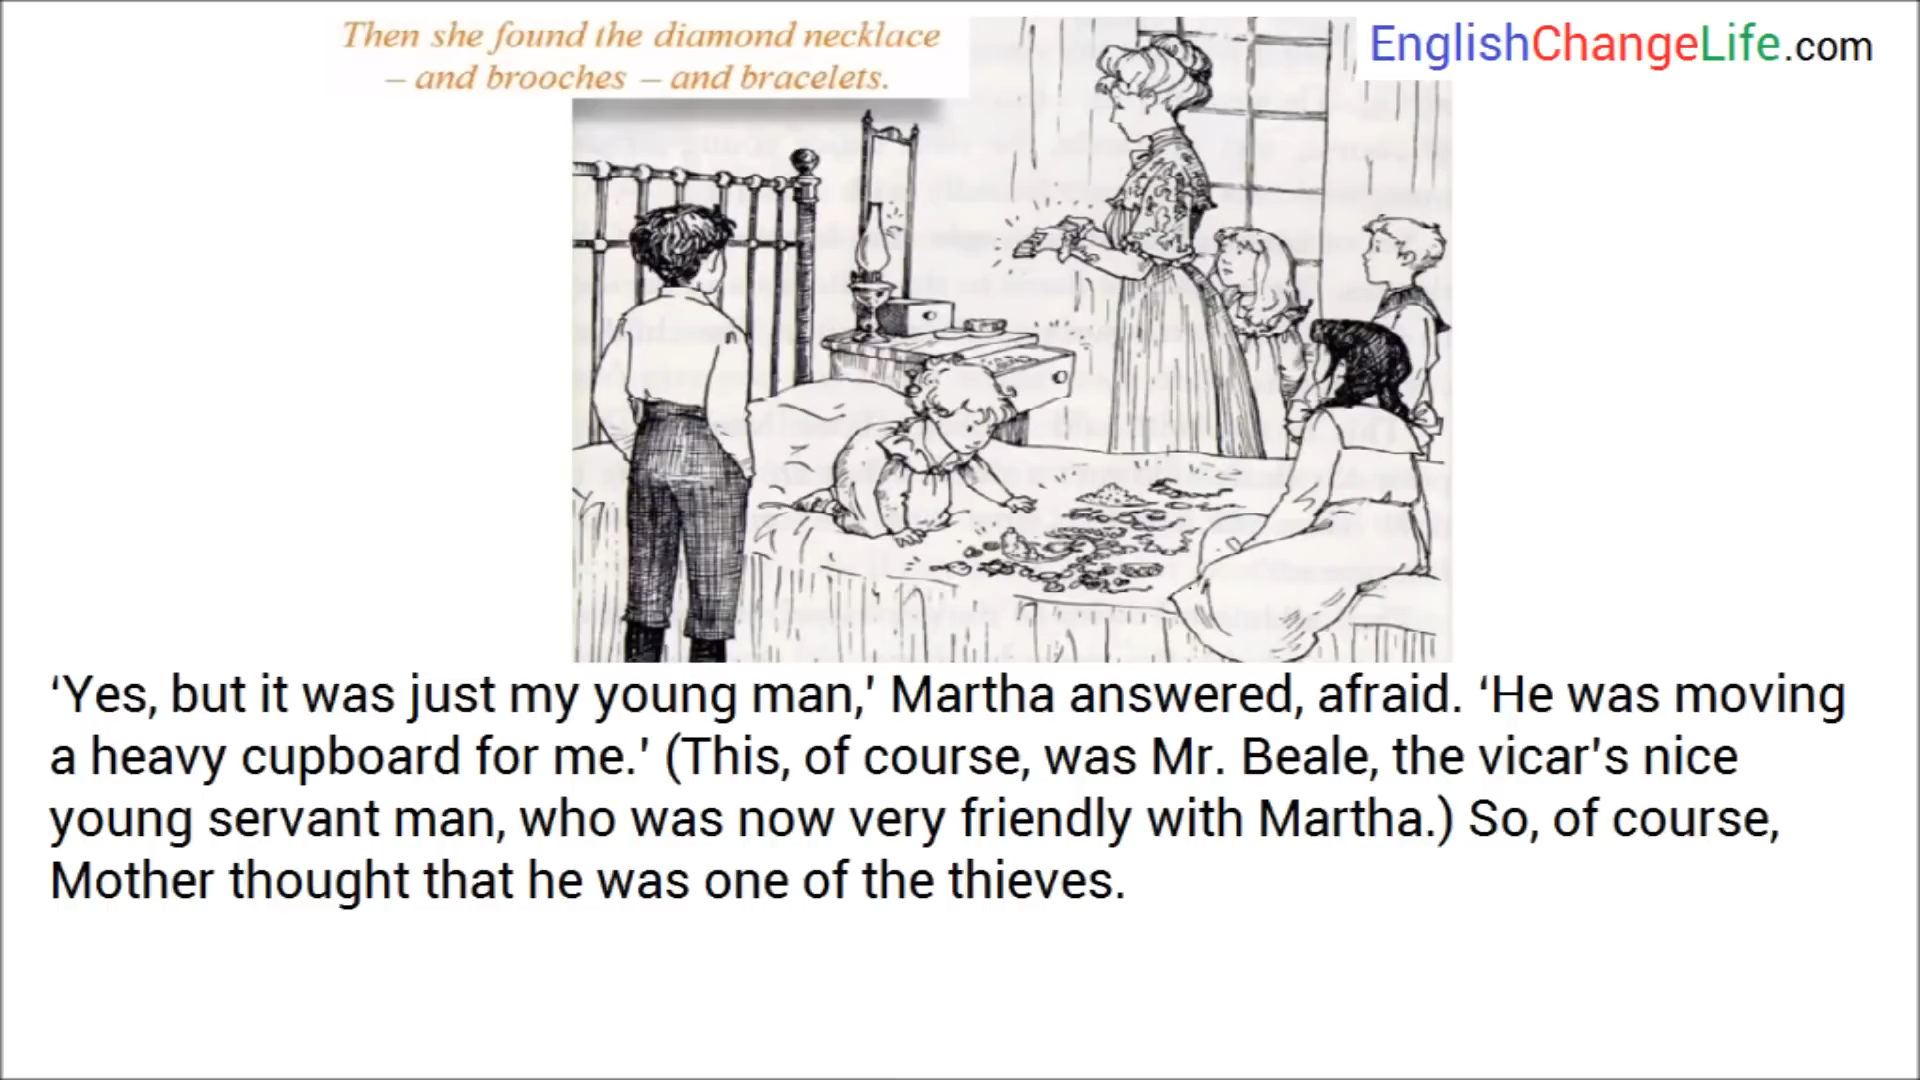 Then she found the diamond necklace
– and brooches – and bracelets.
EnglishChangeLife.com
‘Yes, but it was just my young man,’ Martha answered, afraid. ‘He was moving
a heavy cupboard for me.’ (This, of course, was Mr. Beale, the vicar’s nice
young servant man, who was now very friendly with Martha.) So, of course,
Mother thought that he was one of the thieves.